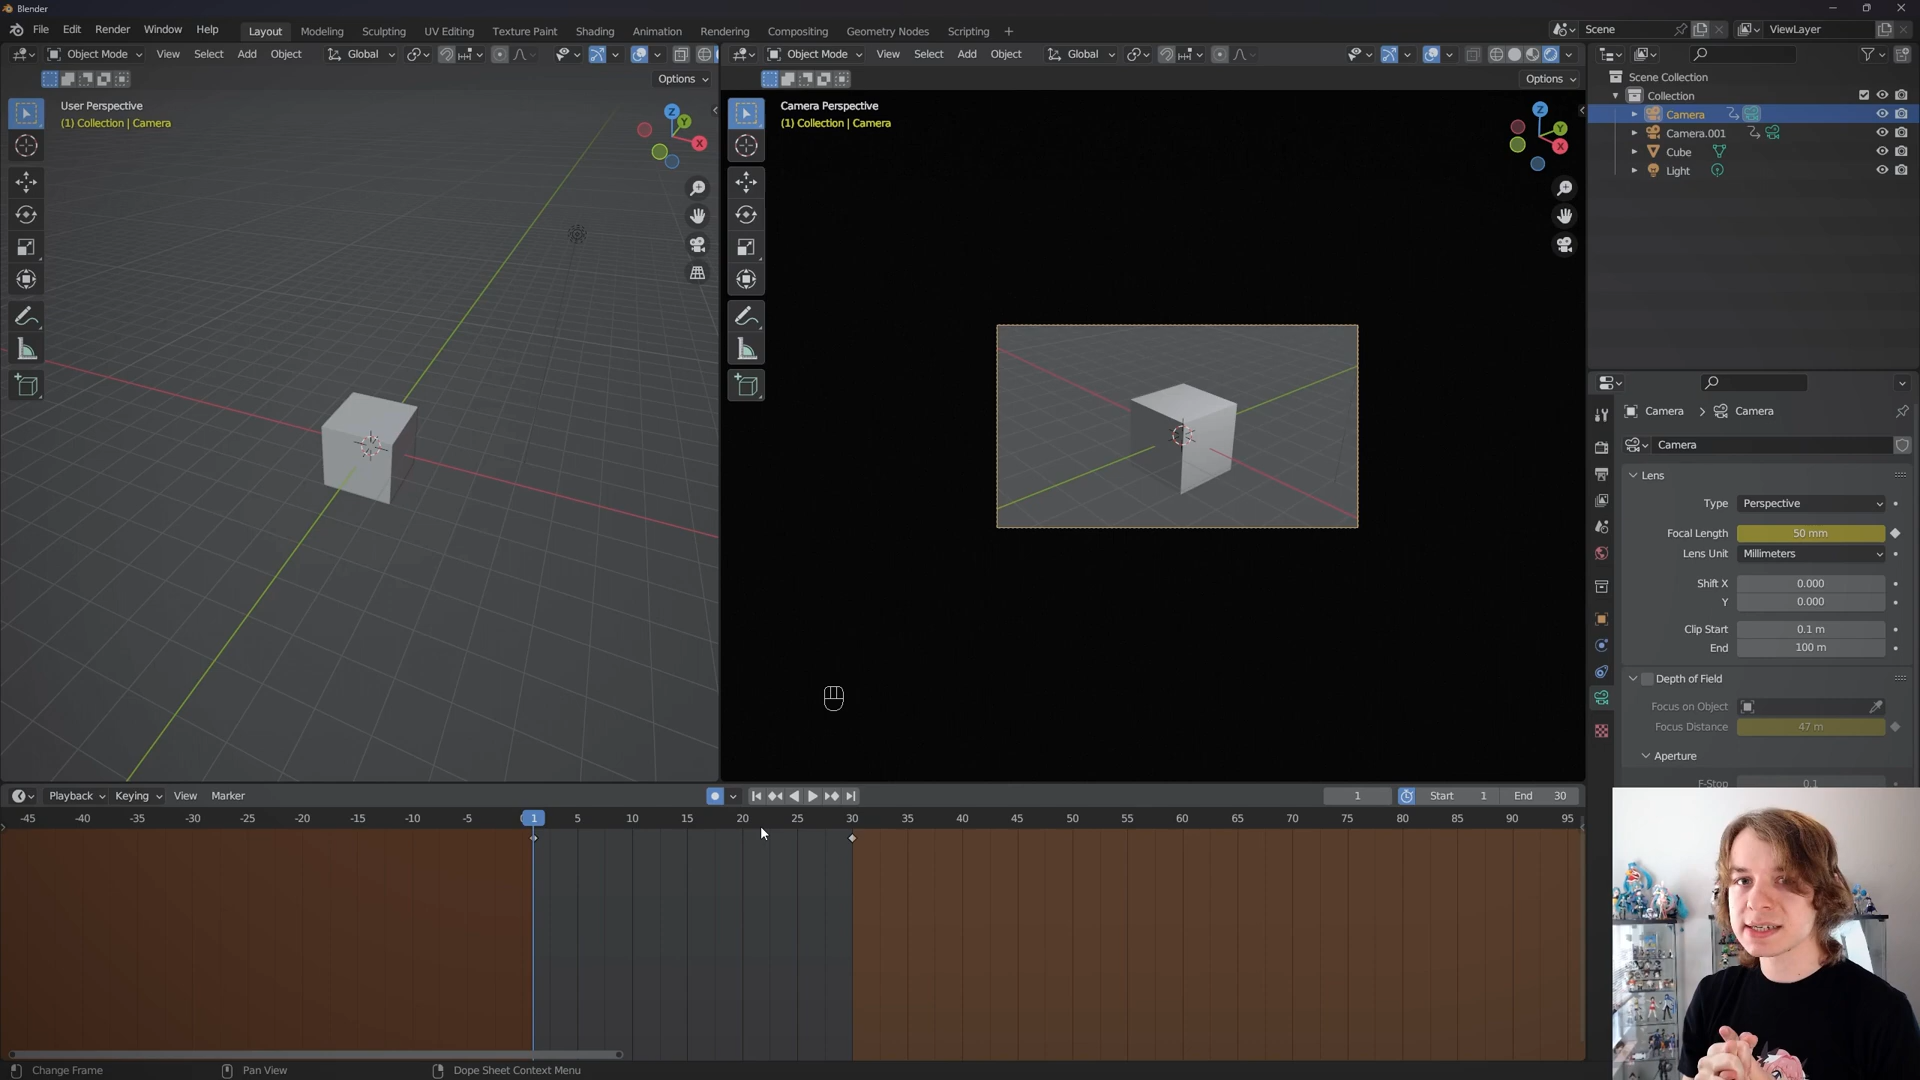 Blender
File Edit Render Window Help Layout Modeling Sculpting UV Editing Texture Paint Shading Animation Rendering Compositing Geometry Nodes Scripting + Scene ViewLayer
Object Mode View Select Add Object Global Object Mode View Select Add Object Global
Options Options
User Perspective
(1) Collection | Camera
Camera Perspective
(1) Collection | Camera
Z Y X
Z Y X
Scene Collection
Collection
Camera
Camera.001
Cube
Light
Camera > Camera
Camera
Lens
Type Perspective
Focal Length 50 mm
Lens Unit Millimeters
Shift X 0.000
Y 0.000
Clip Start 0.1 m
End 100 m
Depth of Field
Focus on Object
Focus Distance 47 m
Aperture
F-Stop 0.1
Playback Keying View Marker 1 Start 1 End 30
-45 -40 -35 -30 -25 -20 -15 -10 -5 1 5 10 15 20 25 30 35 40 45 50 55 60 65 70 75 80 85 90 95
Change Frame Pan View Dope Sheet Context Menu